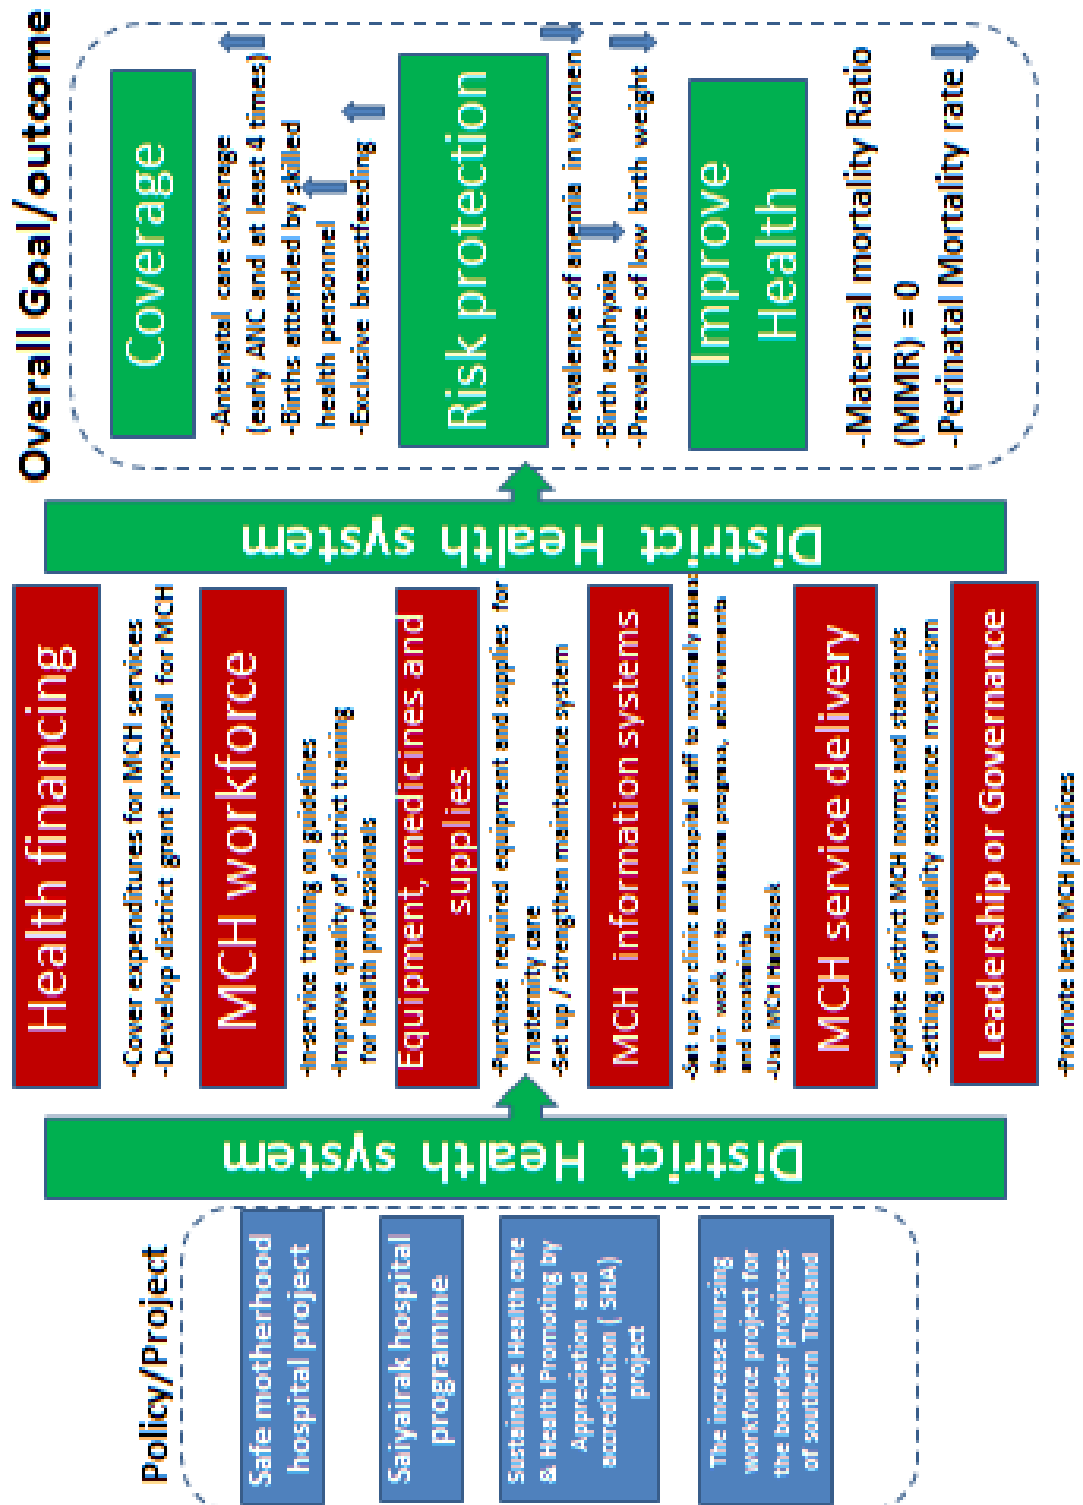 Policy/Project
Safe motherhood
hospital project
Saiyairak hospital
programme
Sustainable Health care
& Health Promoting by
Appreciation and
accreditation ( SHA)
project
The increase nursing
workforce project for
the boarder provinces
of southern Thailand
District Health system
Health financing
-Cover expenditures for MCH services
-Develop district grant proposal for MCH
MCH workforce
-In-service training on guidelines
-Improve quality of district training
for health professionals
Equipment, medicines and
supplies
-Purchase required equipment and supplies for
maternity care
-Set up / strengthen maintenance system
MCH information systems
-Set up for clinic and hospital staff to routinely assess
their work or to measure progress, achievements
and constraints
-Use MCH Handbook
MCH service delivery
-Update district MCH norms and standards
-Setting up of quality assurance mechanism
Leadership or Governance
-Promote best MCH practices
District Health system
Overall Goal/outcome
Coverage
-Antenatal care coverage
(early ANC and at least 4 times)
-Births attended by skilled
health personnel
-Exclusive breastfeeding
Risk protection
-Prevelence of anemia in women
-Birth asphyxia
-Prevalence of low birth weight
Improve
Health
-Maternal mortality Ratio
(MMR) = 0
-Perinatal Mortality rate